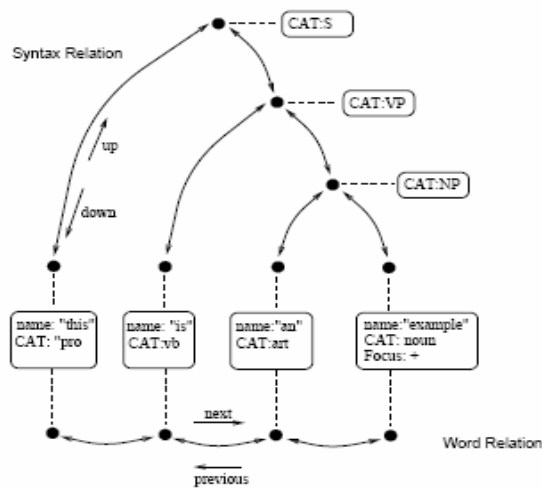 CAT:S
Syntax Relation
CAT:VP
up
CAT:NP
down
name: "this"
CAT: "pro
name: "is"
CAT:vb
name:"an"
CAT:art
name:"example"
CAT: noun
Focus: +
next
Word Relation
previous